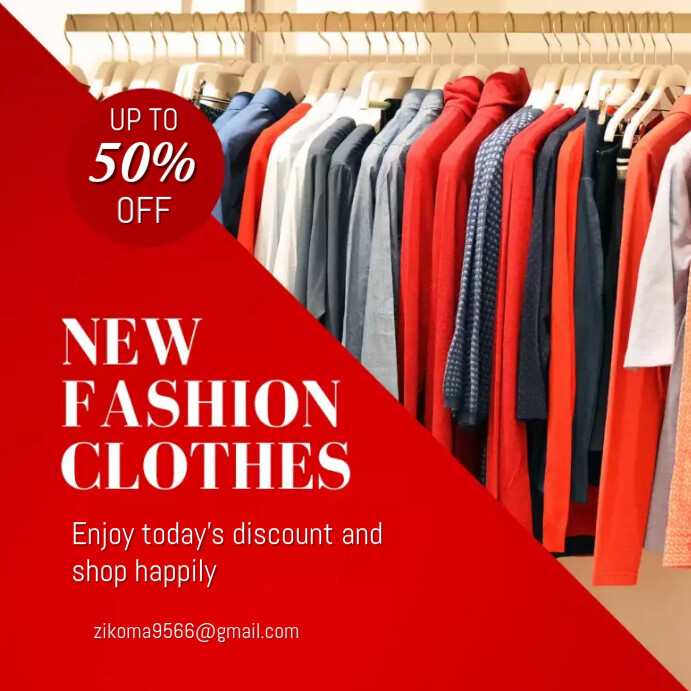 UP TO
50%
OFF
NEW
FASHION
CLOTHES
Enjoy today's discount and
shop happily
zikoma9566@gmail.com